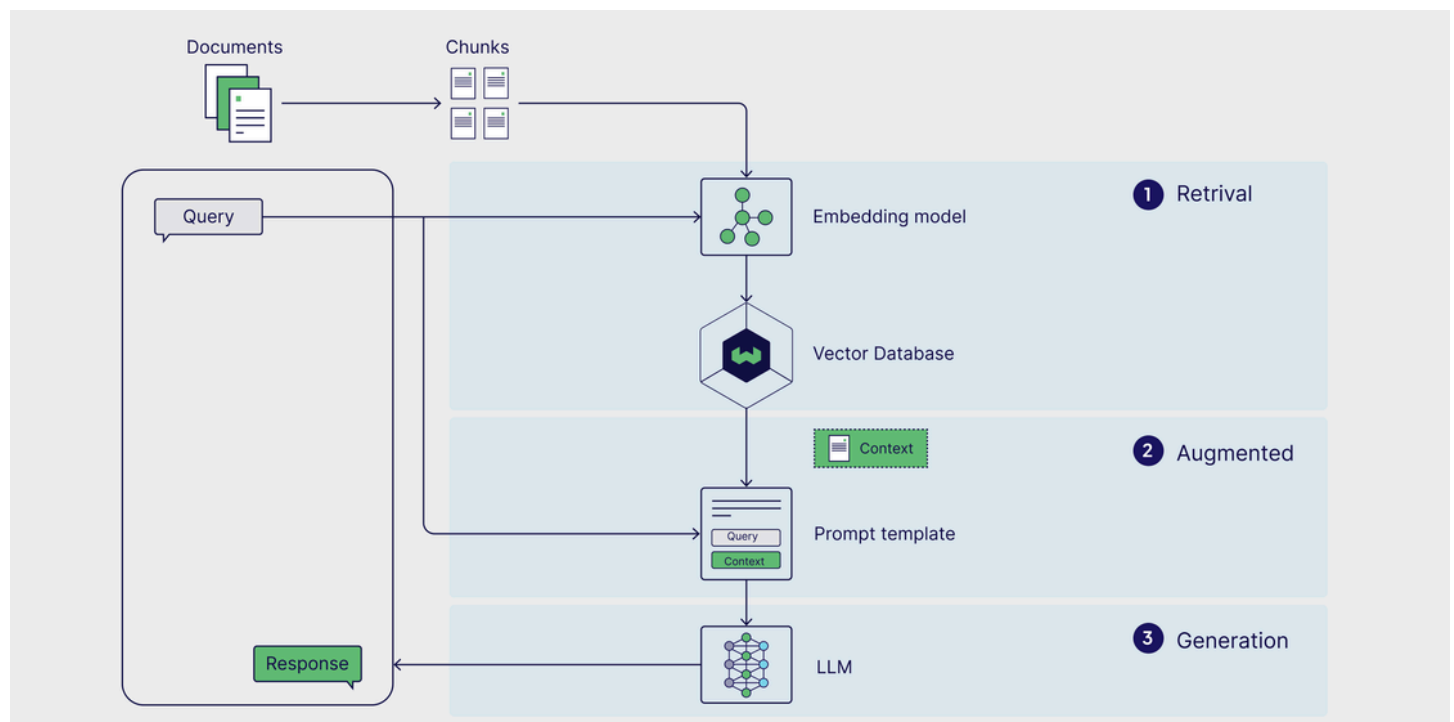 Documents
Chunks
1 Retrival
Query
Embedding model
Vector Database
Context
2 Augmented
Prompt template
Query
Context
3 Generation
Response
LLM